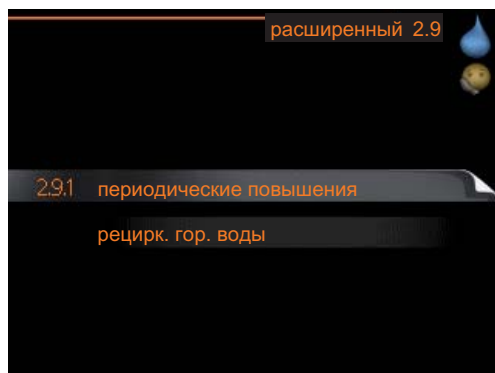 расширенный 2.9
2.9.1 периодические повышения
рецирк. гор. воды